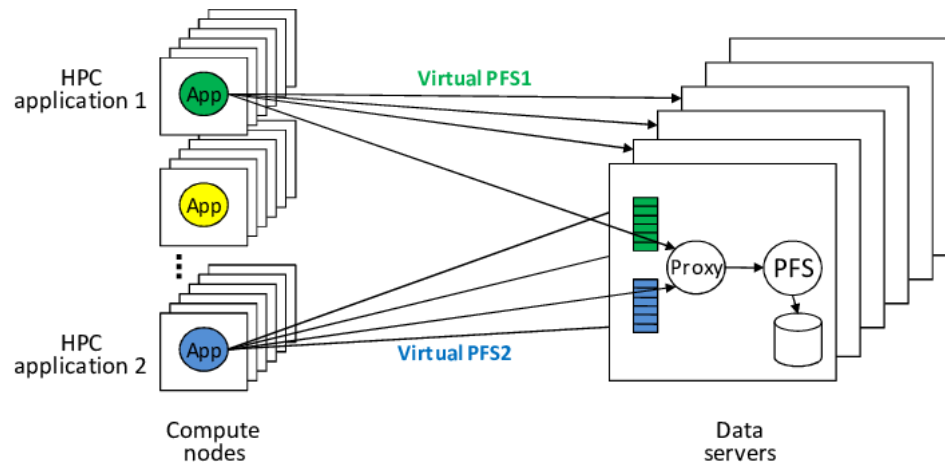 HPC
application 1
App
Virtual PFS1
App
Proxy
PFS
HPC
application 2
App
Virtual PFS2
Compute
nodes
Data
servers